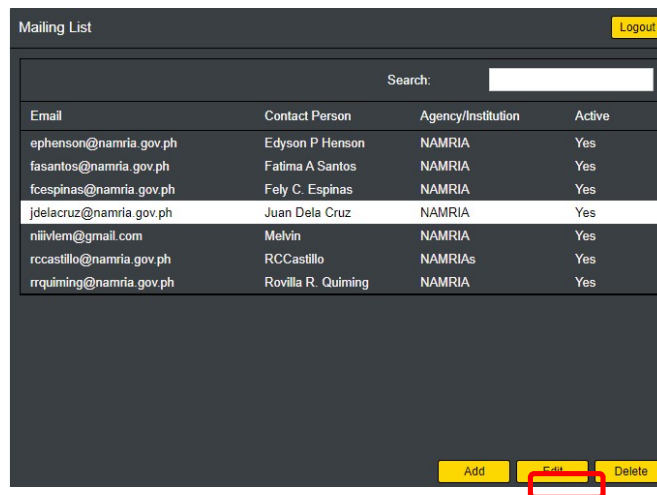 Mailing List Logout
Search:
Email Contact Person Agency/Institution Active
ephenson@namria.gov.ph Edyson P Henson NAMRIA Yes
fasantos@namria.gov.ph Fatima A Santos NAMRIA Yes
fcespinas@namria.gov.ph Fely C. Espinas NAMRIA Yes
jdelacruz@namria.gov.ph Juan Dela Cruz NAMRIA Yes
niiivlem@gmail.com Melvin NAMRIA Yes
rccastillo@namria.gov.ph RCCastillo NAMRIAs Yes
rrquiming@namria.gov.ph Rovilla R. Quiming NAMRIA Yes
Add Edit Delete